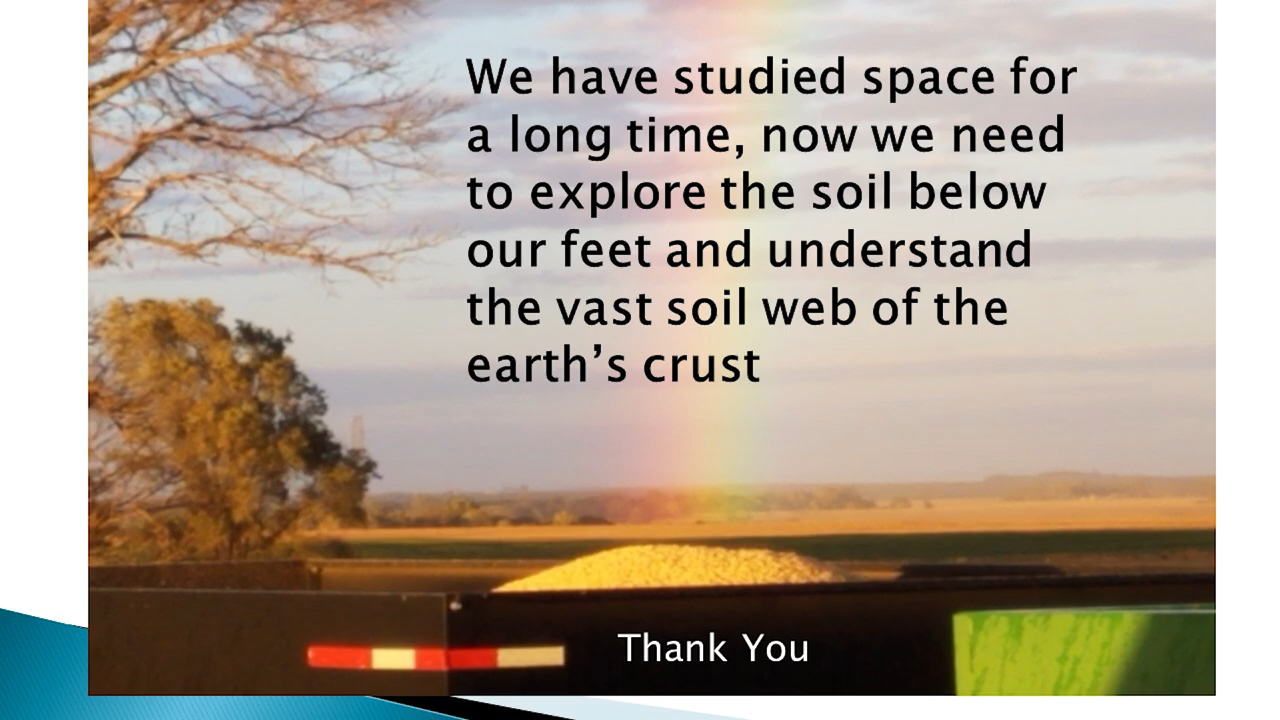 We have studied space for
a long time, now we need
to explore the soil below
our feet and understand
the vast soil web of the
earth’s crust
Thank You